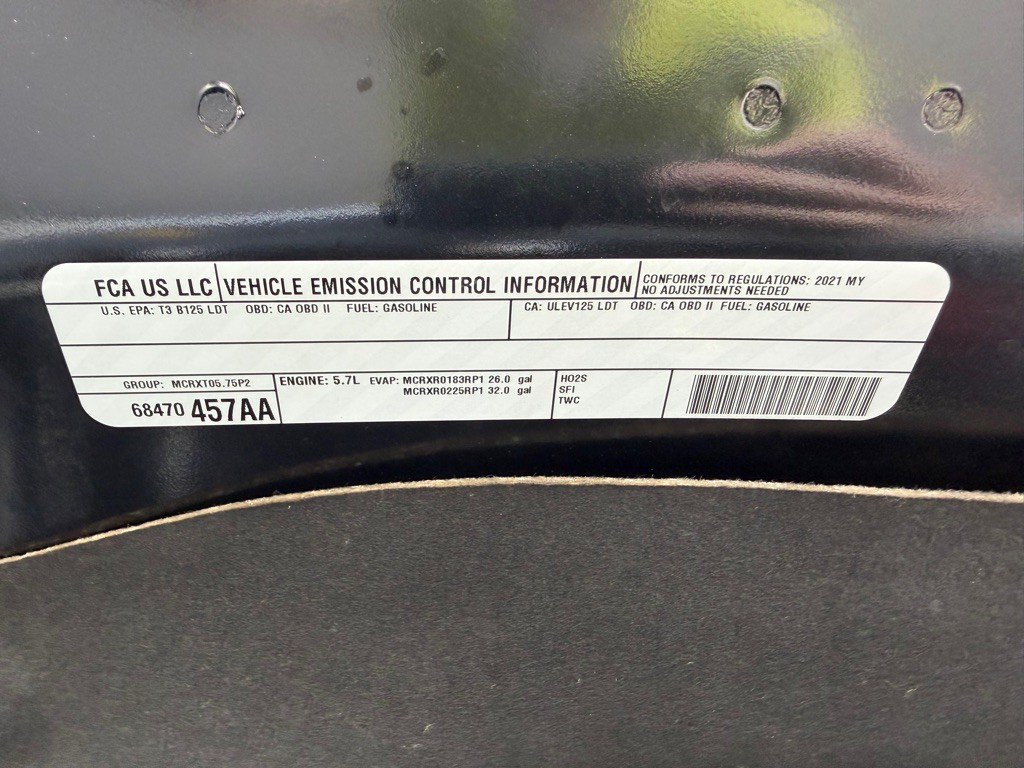 FCA US LLC VEHICLE EMISSION CONTROL INFORMATION CONFORMS TO REGULATIONS: 2021 MY
NO ADJUSTMENTS NEEDED
U.S. EPA: T3 B125 LDT OBD: CA OBD II FUEL: GASOLINE CA: ULEV125 LDT OBD: CA OBD II FUEL: GASOLINE
GROUP: MCRXT05.75P2 ENGINE: 5.7L EVAP: MCRXR0183RP1 26.0 gal HO2S
MCRXR0225RP1 32.0 gal SFI
68470 457AA TWC